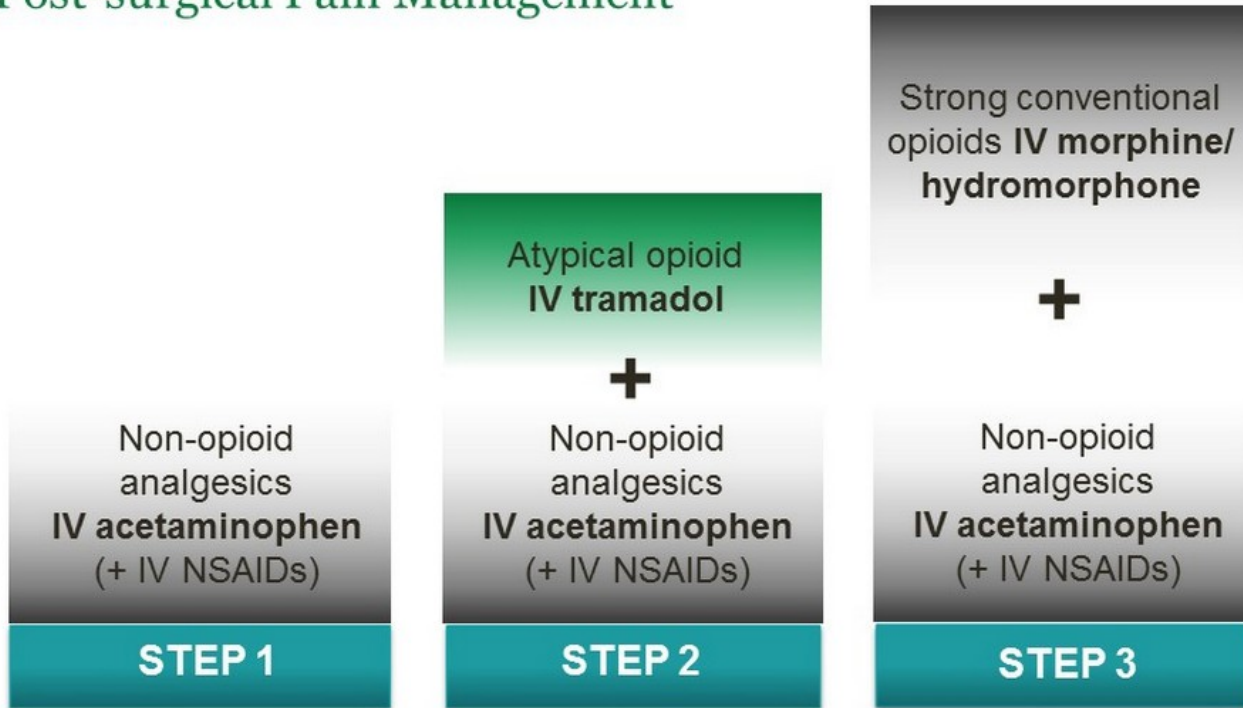 Post-surgical Pain Management
Non-opioid
analgesics
IV acetaminophen
(+ IV NSAIDs)
STEP 1
Atypical opioid
IV tramadol
+
Non-opioid
analgesics
IV acetaminophen
(+ IV NSAIDs)
STEP 2
Strong conventional
opioids IV morphine/
hydromorphone
+
Non-opioid
analgesics
IV acetaminophen
(+ IV NSAIDs)
STEP 3